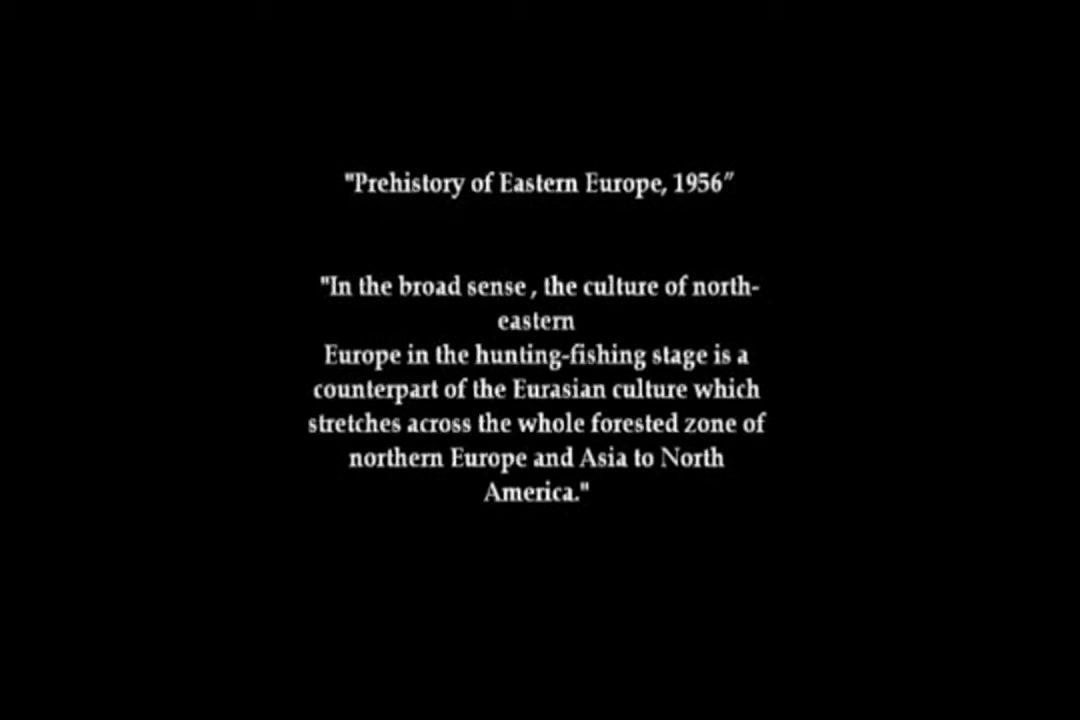 "Prehistory of Eastern Europe, 1956”
"In the broad sense , the culture of north-
eastern
Europe in the hunting-fishing stage is a
counterpart of the Eurasian culture which
stretches across the whole forested zone of
northern Europe and Asia to North
America."